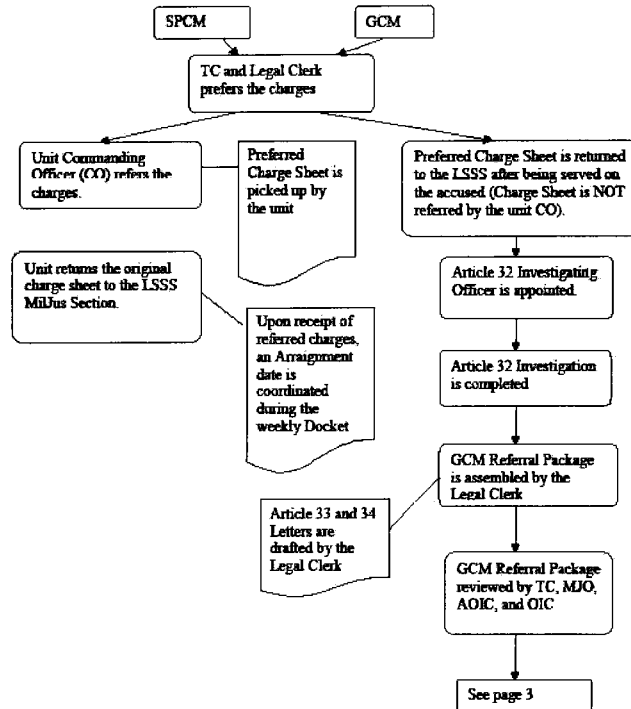 SPCM
GCM
TC and Legal Clerk
prefers the charges
Unit Commanding
Officer (CO) refers the
charges.
Preferred
Charge Sheet is
picked up by
the unit
Preferred Charge Sheet is returned
to the LSSS after being served on
the accused (Charge Sheet is NOT
referred by the unit CO).
Unit returns the original
charge sheet to the LSSS
MilJus Section.
Article 32 Investigating
Officer is appointed.
Upon receipt of
referred charges,
an Arraignment
date is
coordinated
during the
weekly Docket
Article 32 Investigation
is completed
GCM Referral Package
is assembled by the
Legal Clerk
Article 33 and 34
Letters are
drafted by the
Legal Clerk
GCM Referral Package
reviewed by TC, MJO,
AOIC, and OIC
See page 3